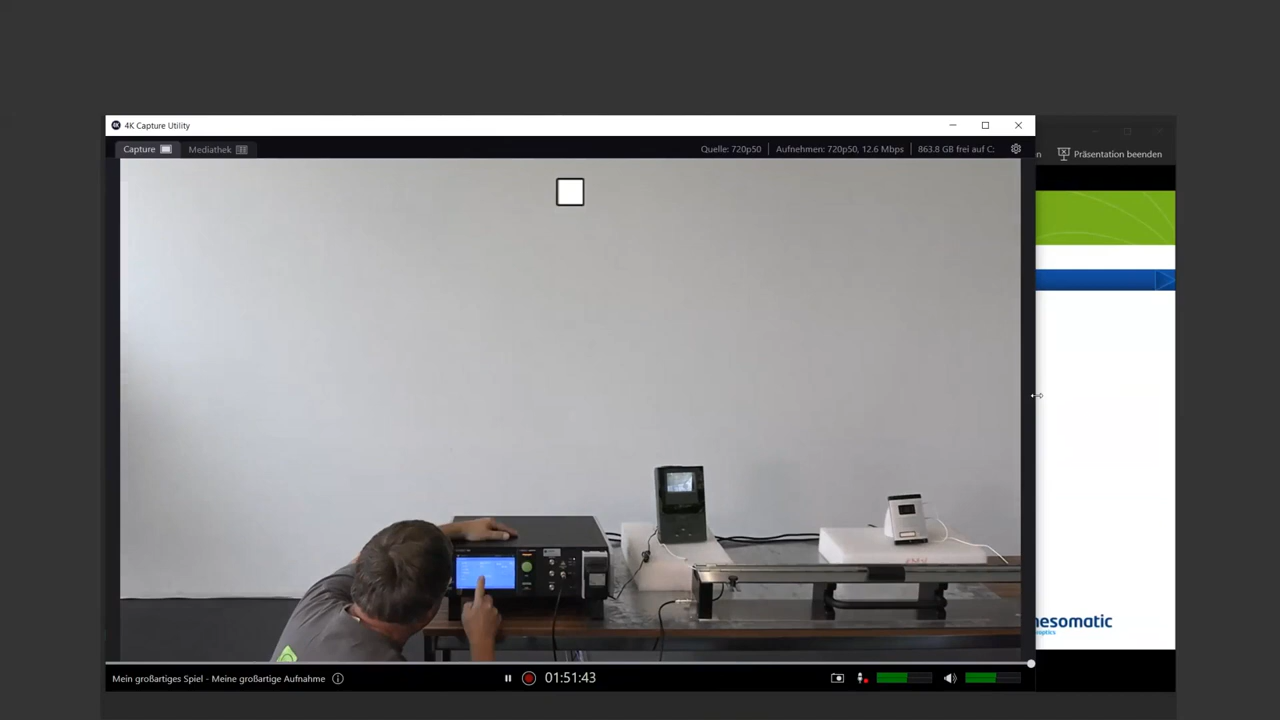 4K Capture Utility
Capture
Mediathek
Quelle: 720p50
Aufnehmen: 720p50, 12.6 Mbps
863.8 GB frei auf C:
Präsentation beenden
Mein großartiges Spiel - Meine großartige Aufnahme
01:51:43